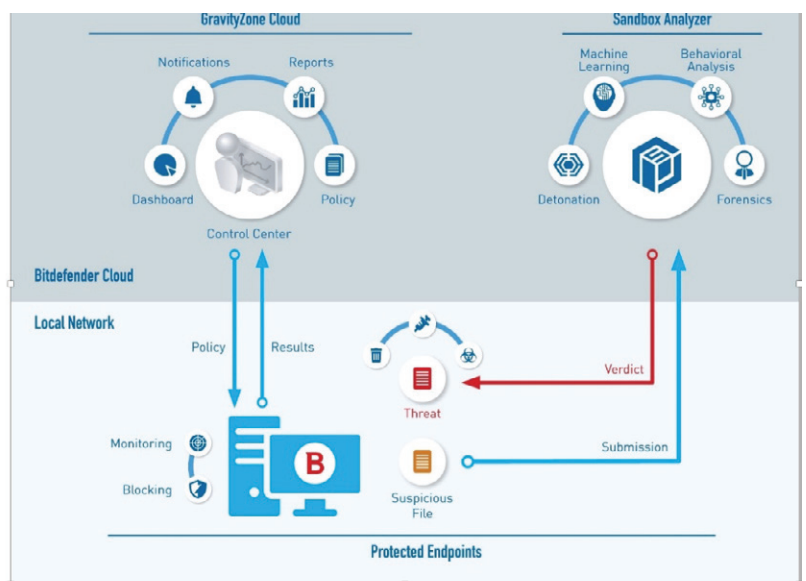 GravityZone Cloud
Sandbox Analyzer
Notifications
Reports
Machine
Learning
Behavioral
Analysis
Dashboard
Policy
Detonation
Forensics
Control Center
Bitdefender Cloud
Local Network
Policy
Results
Verdict
Threat
Monitoring
Submission
B
Blocking
Suspicious
File
Protected Endpoints